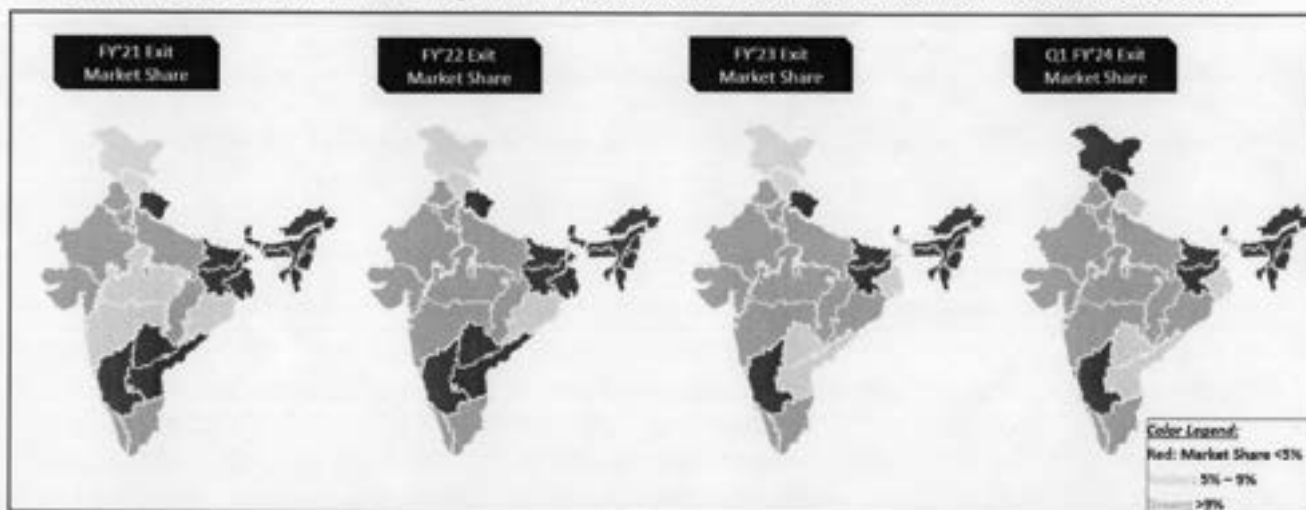 FY'21 Exit
Market Share
FY'22 Exit
Market Share
FY'23 Exit
Market Share
Q1 FY'24 Exit
Market Share
Color Legend:
Red: Market Share <5%
: 5% – 9%
: >9%